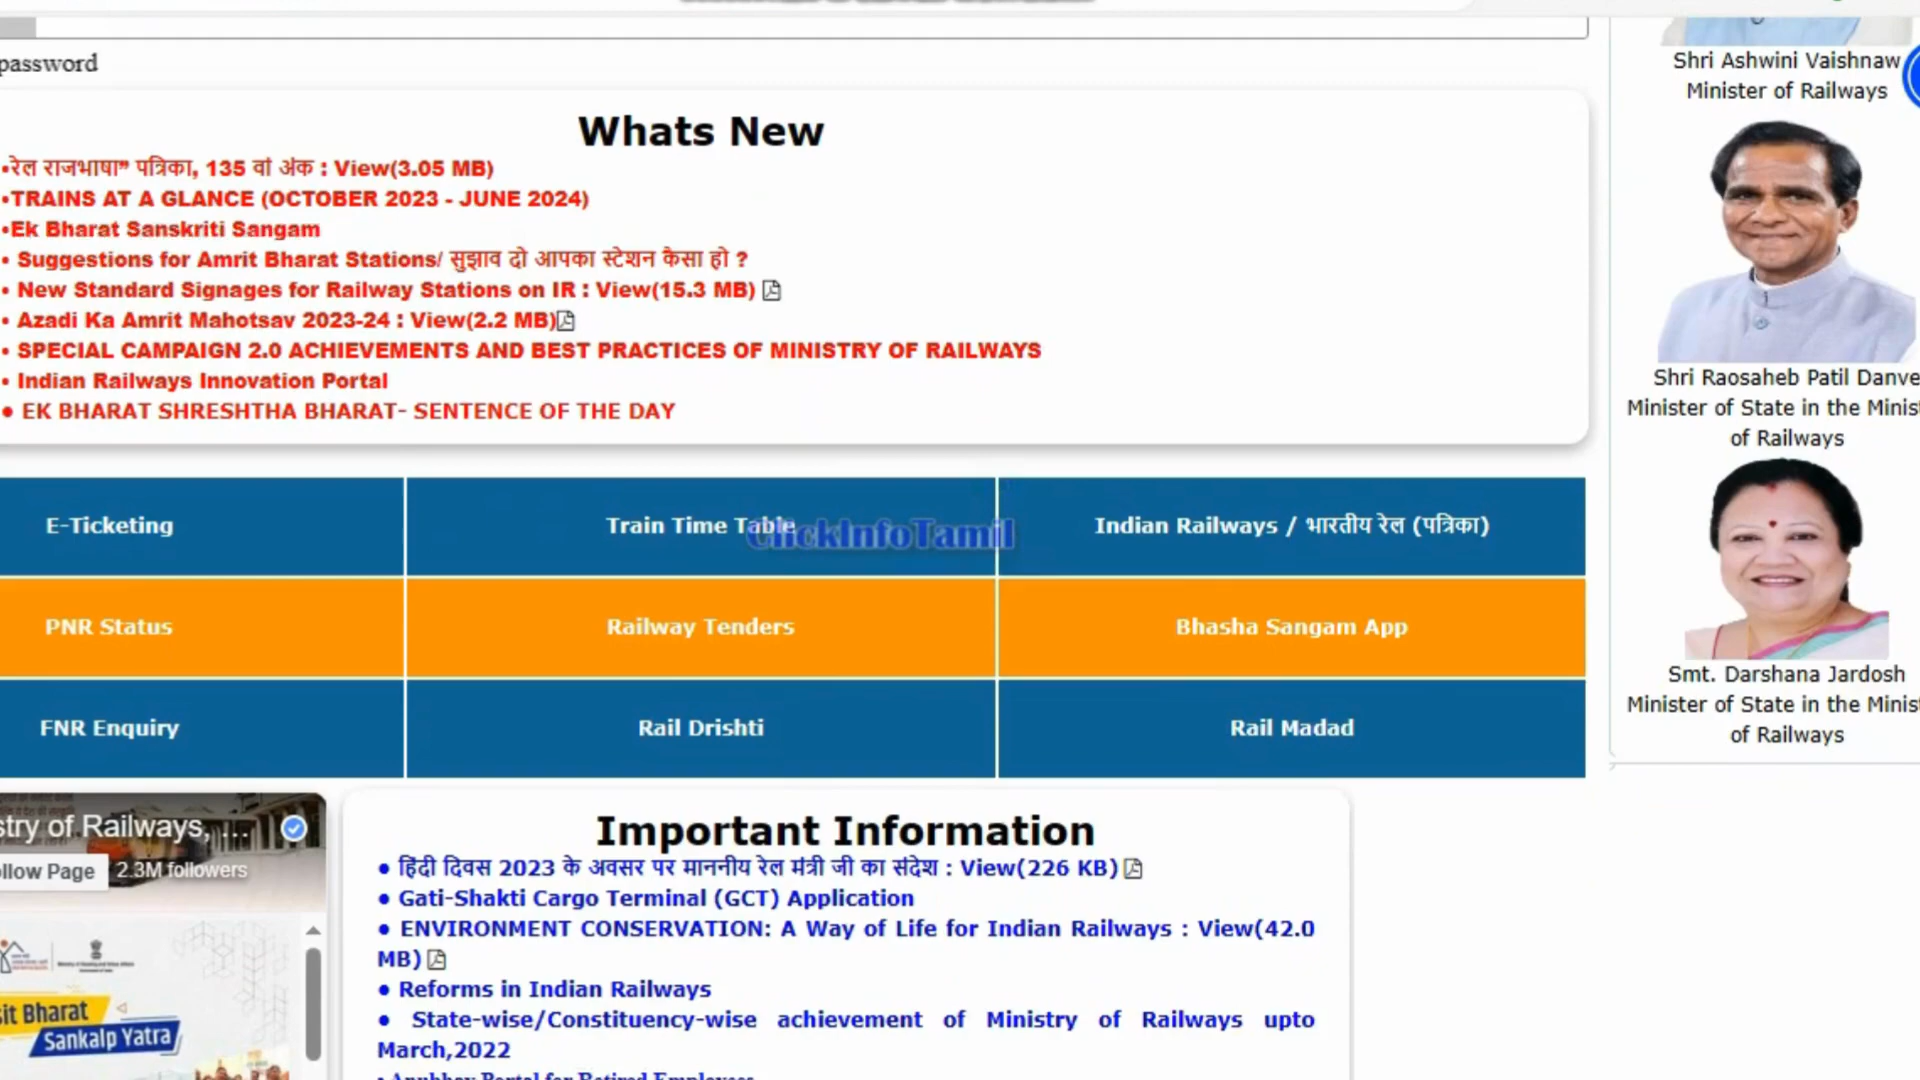 password
Whats New
•रेल राजभाषा" पत्रिका, 135 वां अंक : View(3.05 MB)
•TRAINS AT A GLANCE (OCTOBER 2023 - JUNE 2024)
•Ek Bharat Sanskriti Sangam
• Suggestions for Amrit Bharat Stations/ सुझाव दो आपका स्टेशन कैसा हो ?
• New Standard Signages for Railway Stations on IR : View(15.3 MB)
• Azadi Ka Amrit Mahotsav 2023-24 : View(2.2 MB)
• SPECIAL CAMPAIGN 2.0 ACHIEVEMENTS AND BEST PRACTICES OF MINISTRY OF RAILWAYS
• Indian Railways Innovation Portal
● EK BHARAT SHRESHTHA BHARAT- SENTENCE OF THE DAY
Shri Ashwini Vaishnaw
Minister of Railways
Shri Raosaheb Patil Danve
Minister of State in the Minist
of Railways
Smt. Darshana Jardosh
Minister of State in the Minist
of Railways
E-Ticketing
Train Time Table
Indian Railways / भारतीय रेल (पत्रिका)
ClickInfoTamil
PNR Status
Railway Tenders
Bhasha Sangam App
FNR Enquiry
Rail Drishti
Rail Madad
stry of Railways, ...
ollow Page
2.3M followers
sit Bharat
Sankalp Yatra
Important Information
● हिंदी दिवस 2023 के अवसर पर माननीय रेल मंत्री जी का संदेश : View(226 KB)
● Gati-Shakti Cargo Terminal (GCT) Application
● ENVIRONMENT CONSERVATION: A Way of Life for Indian Railways : View(42.0
MB)
● Reforms in Indian Railways
● State-wise/Constituency-wise achievement of Ministry of Railways upto
March,2022
• Anubhav Portal for Retired Employees